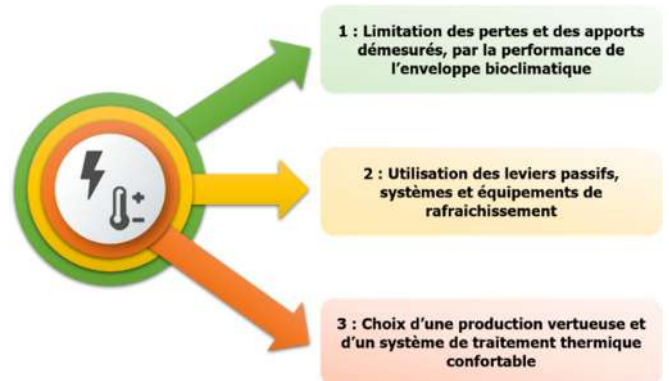 1 : Limitation des pertes et des apports
démesurés, par la performance de
l'enveloppe bioclimatique
2 : Utilisation des leviers passifs,
systèmes et équipements de
rafraichissement
3 : Choix d'une production vertueuse et
d'un système de traitement thermique
confortable